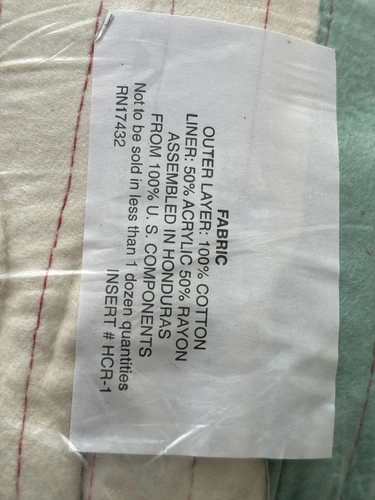 FABRIC
OUTER LAYER: 100% COTTON
LINER: 50% ACRYLIC 50% RAYON
ASSEMBLED IN HONDURAS
FROM 100% U. S. COMPONENTS
Not to be sold in less than 1 dozen quantities
RN17432 INSERT # HCR-1